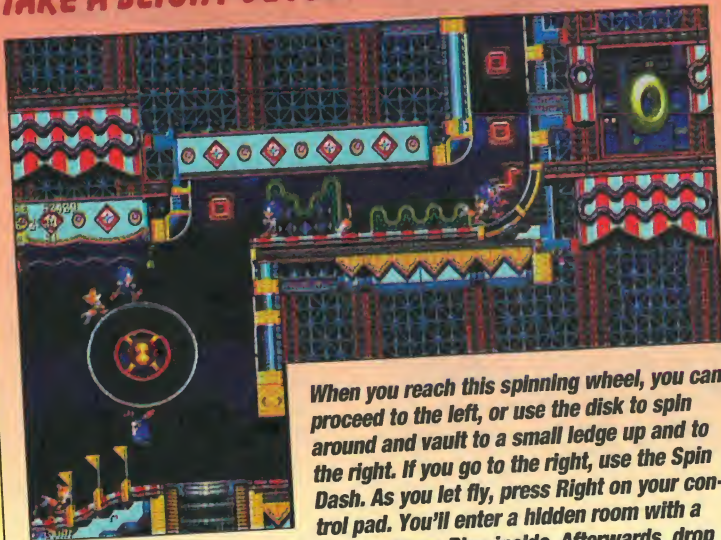 TAKE A
When you reach this spinning wheel, you can
proceed to the left, or use the disk to spin
around and vault to a small ledge up and to
the right. If you go to the right, use the Spin
Dash. As you let fly, press Right on your con-
trol pad. You'll enter a hidden room with a
inside. Afterwards, drop